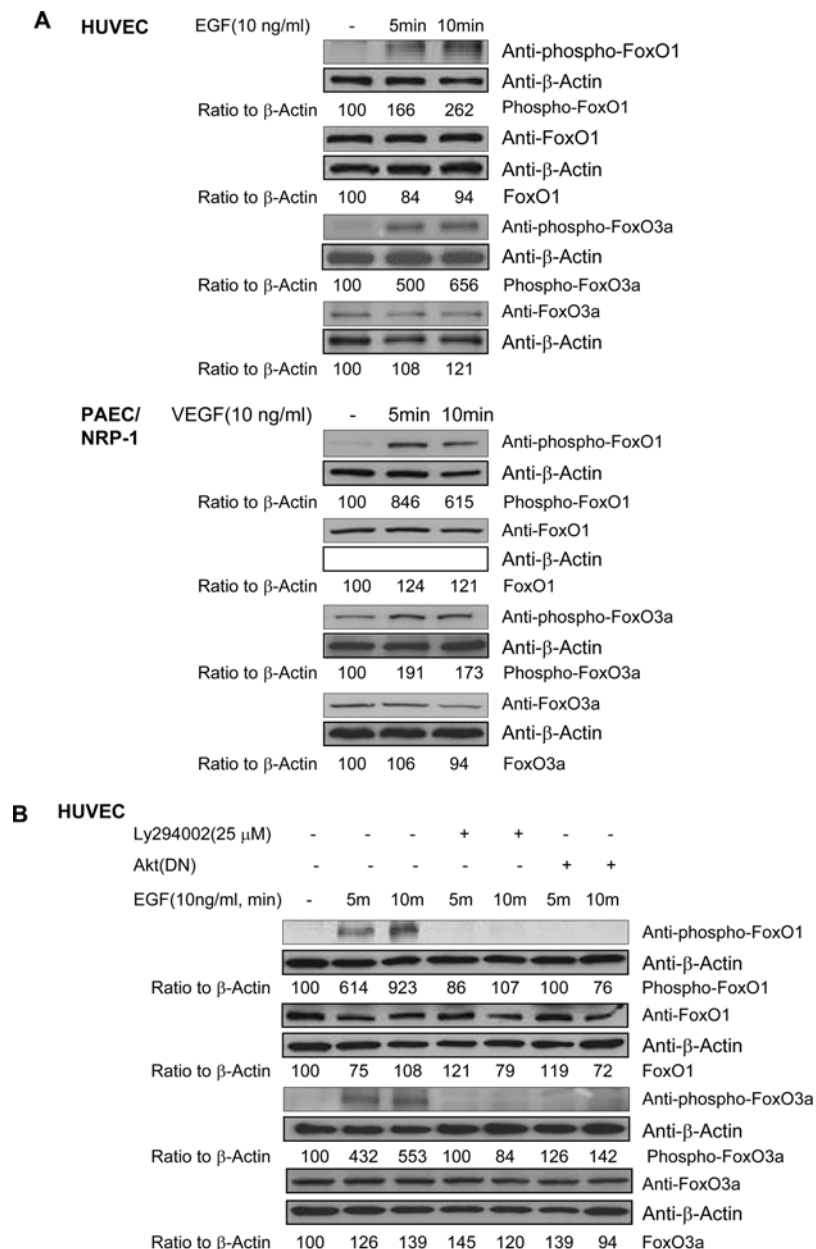 A
HUVEC EGF(10 ng/ml) - 5min 10min
Anti-phospho-FoxO1
Anti-β-Actin
Ratio to β-Actin 100 166 262 Phospho-FoxO1
Anti-FoxO1
Anti-β-Actin
Ratio to β-Actin 100 84 94 FoxO1
Anti-phospho-FoxO3a
Anti-β-Actin
Ratio to β-Actin 100 500 656 Phospho-FoxO3a
Anti-FoxO3a
Anti-β-Actin
Ratio to β-Actin 100 108 121
PAEC/ VEGF(10 ng/ml) - 5min 10min
NRP-1
Anti-phospho-FoxO1
Anti-β-Actin
Ratio to β-Actin 100 846 615 Phospho-FoxO1
Anti-FoxO1
Anti-β-Actin
Ratio to β-Actin 100 124 121 FoxO1
Anti-phospho-FoxO3a
Anti-β-Actin
Ratio to β-Actin 100 191 173 Phospho-FoxO3a
Anti-FoxO3a
Anti-β-Actin
Ratio to β-Actin 100 106 94 FoxO3a
B HUVEC
Ly294002(25 μM) - - - + + - -
Akt(DN) - - - - - + +
EGF(10ng/ml, min) - 5m 10m 5m 10m 5m 10m
Anti-phospho-FoxO1
Anti-β-Actin
Ratio to β-Actin 100 614 923 86 107 100 76 Phospho-FoxO1
Anti-FoxO1
Anti-β-Actin
Ratio to β-Actin 100 75 108 121 79 119 72 FoxO1
Anti-phospho-FoxO3a
Anti-β-Actin
Ratio to β-Actin 100 432 553 100 84 126 142 Phospho-FoxO3a
Anti-FoxO3a
Anti-β-Actin
Ratio to β-Actin 100 126 139 145 120 139 94 FoxO3a